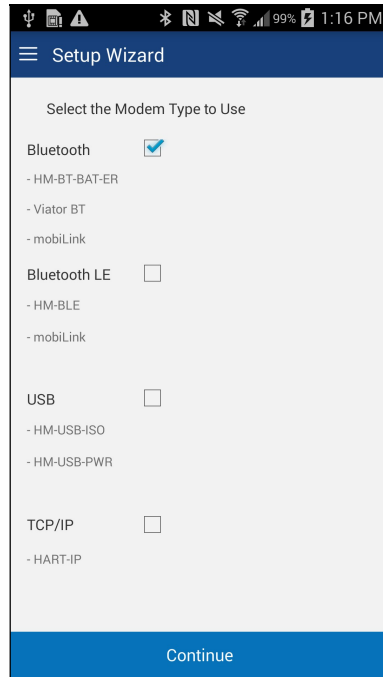 99% 1:16 PM
Setup Wizard
Select the Modem Type to Use
Bluetooth
- HM-BT-BAT-ER
- Viator BT
- mobiLink
Bluetooth LE
- HM-BLE
- mobiLink
USB
- HM-USB-ISO
- HM-USB-PWR
TCP/IP
- HART-IP
Continue